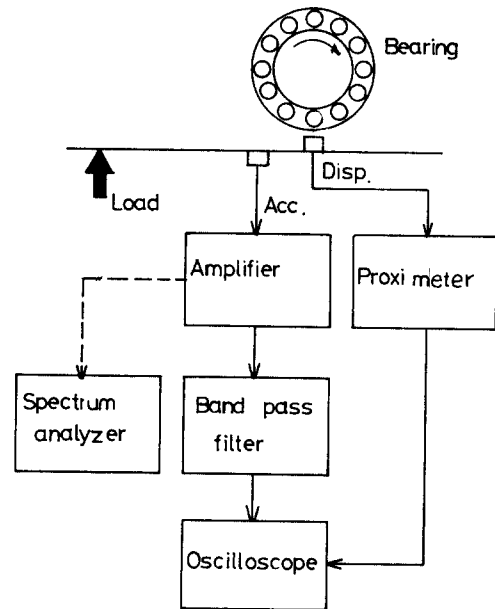 Bearing
Disp.
Load
Acc.
Amplifier
Proxi meter
Spectrum
analyzer
Band pass
filter
Oscilloscope